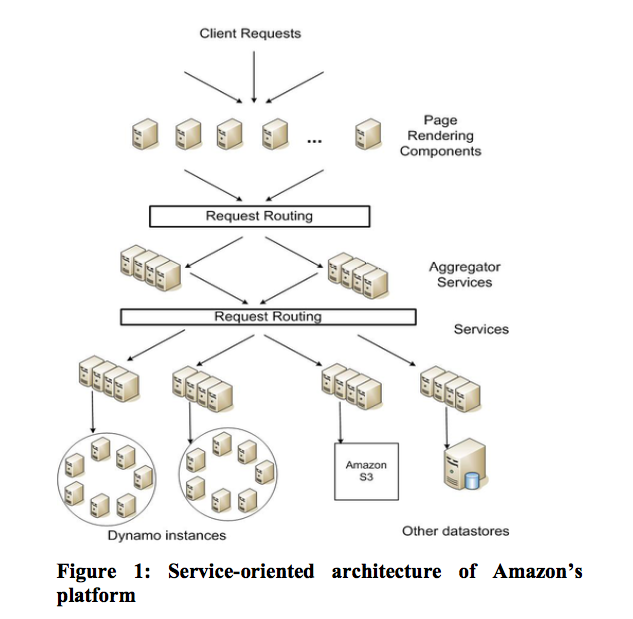 Client Requests
Page
Rendering
Components
...
Request Routing
Aggregator
Services
Request Routing
Services
Amazon
S3
Dynamo instances
Other datastores
Figure 1: Service-oriented architecture of Amazon’s
platform